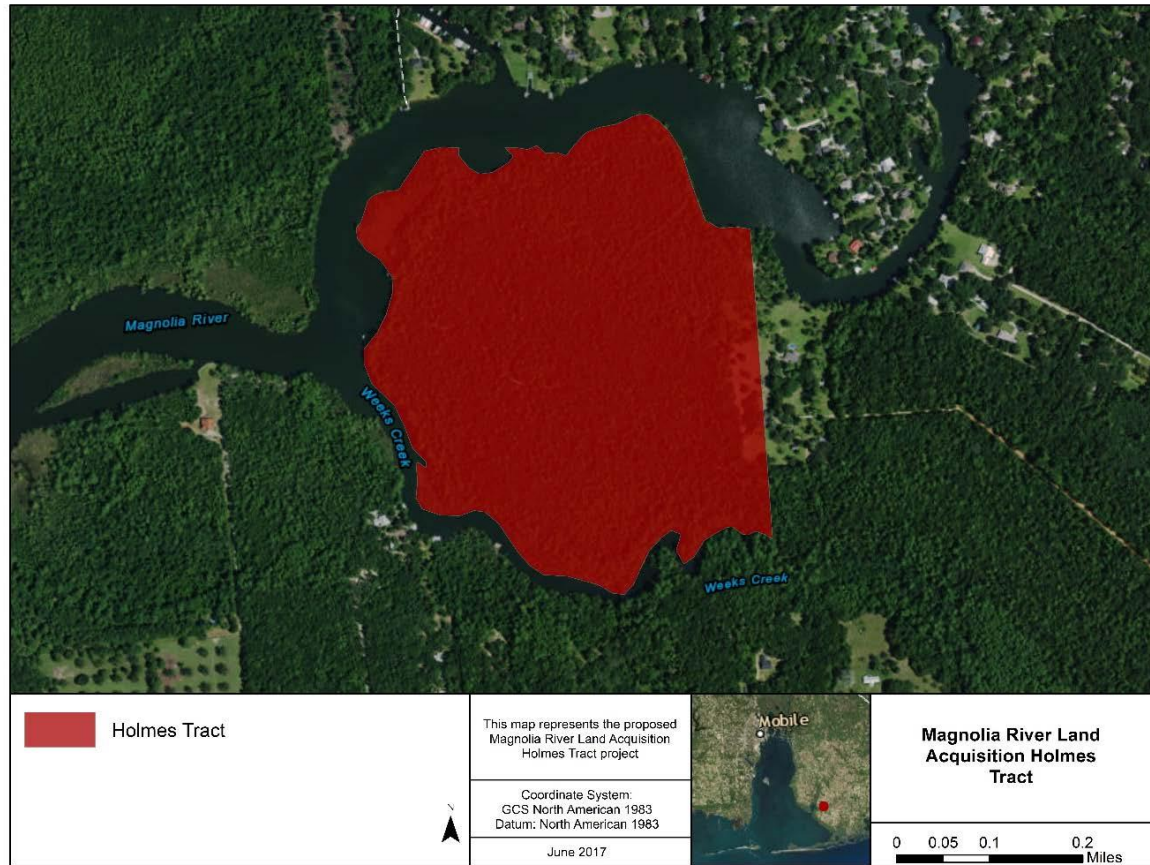 Magnolia River
Weeks Creek
Weeks Creek
Holmes Tract
N
This map represents the proposed
Magnolia River Land Acquisition
Holmes Tract project
Coordinate System:
GCS North American 1983
Datum: North American 1983
June 2017
Mobile
Magnolia River Land
Acquisition Holmes
Tract
0 0.05 0.1 0.2
Miles